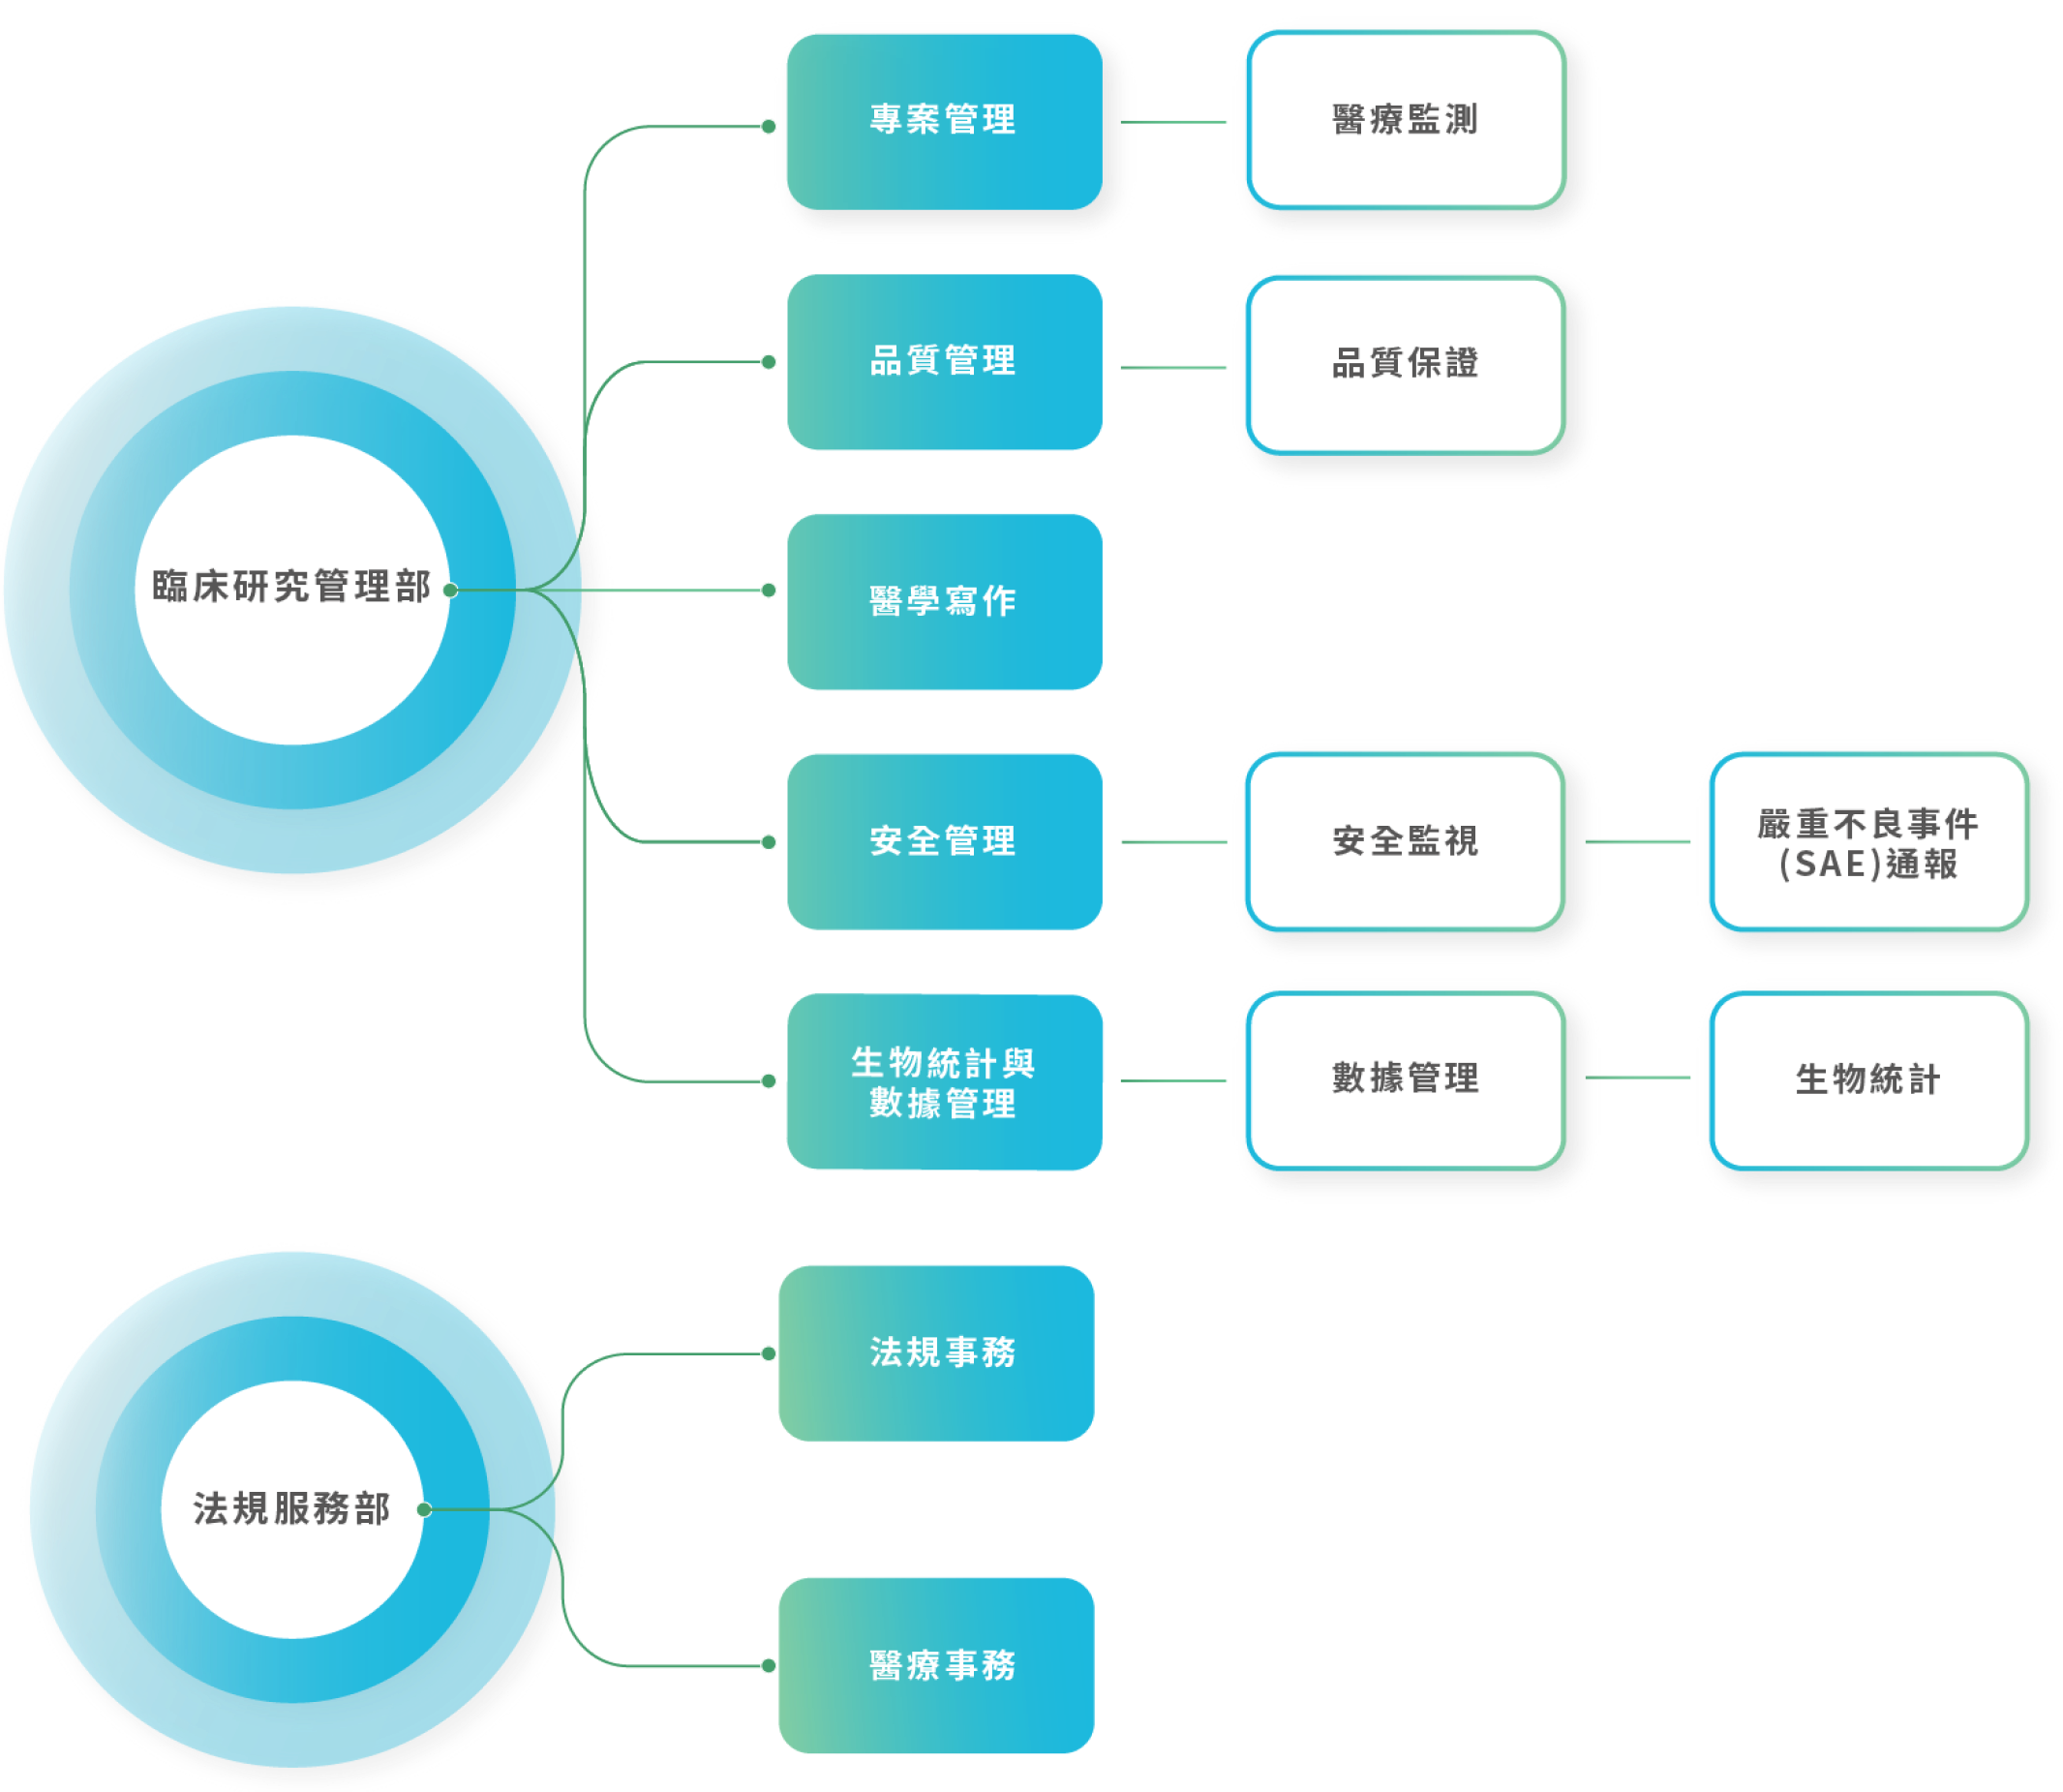 臨床研究管理部
專案管理
醫療監測
品質管理
品質保證
醫學寫作
安全管理
安全監視
嚴重不良事件
(SAE)通報
生物統計與
數據管理
數據管理
生物統計
法規服務部
法規事務
醫療事務